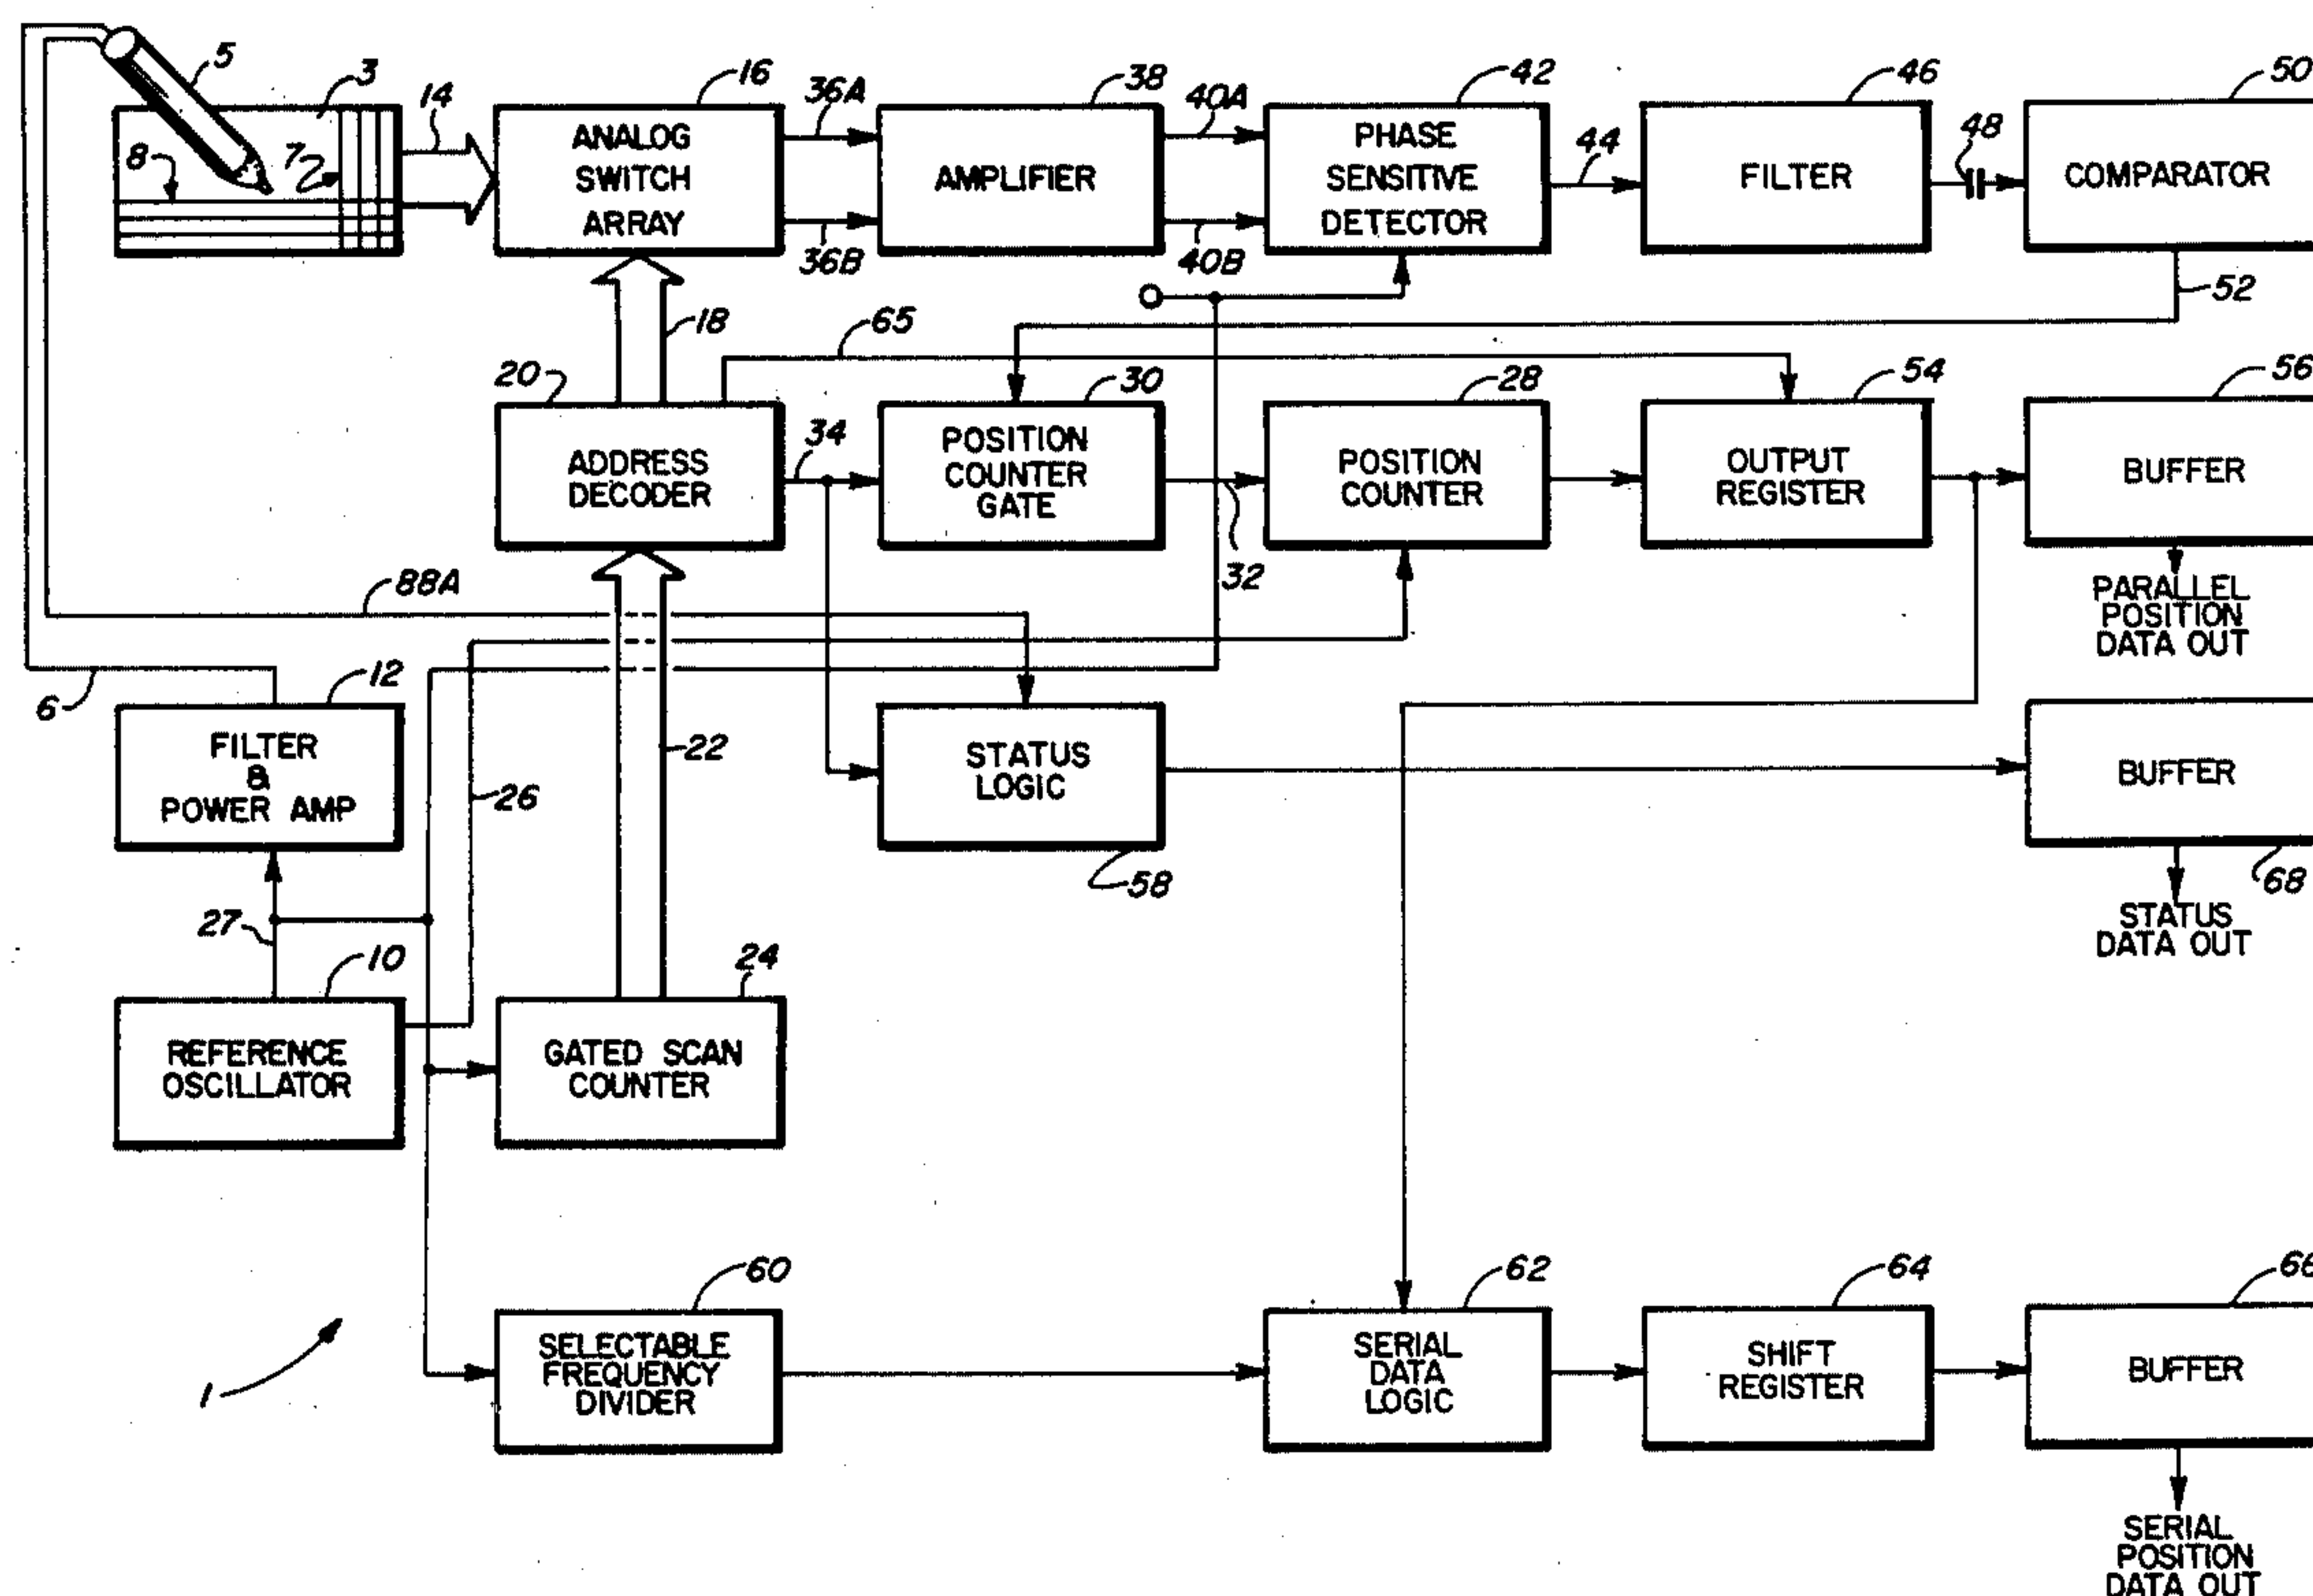 5
3
14
16
36A
38
40A
42
46
50
8
7
ANALOG
SWITCH
ARRAY
AMPLIFIER
PHASE
SENSITIVE
DETECTOR
44
FILTER
48
COMPARATOR
36B
40B
18
65
52
20
34
30
28
54
56
ADDRESS
DECODER
POSITION
COUNTER
GATE
POSITION
COUNTER
OUTPUT
REGISTER
BUFFER
88A
32
PARALLEL
POSITION
DATA OUT
6
12
FILTER
&
POWER AMP
22
26
STATUS
LOGIC
BUFFER
58
68
STATUS
DATA OUT
27
10
24
REFERENCE
OSCILLATOR
GATED SCAN
COUNTER
60
62
64
66
1
SELECTABLE
FREQUENCY
DIVIDER
SERIAL
DATA
LOGIC
SHIFT
REGISTER
BUFFER
SERIAL
POSITION
DATA OUT